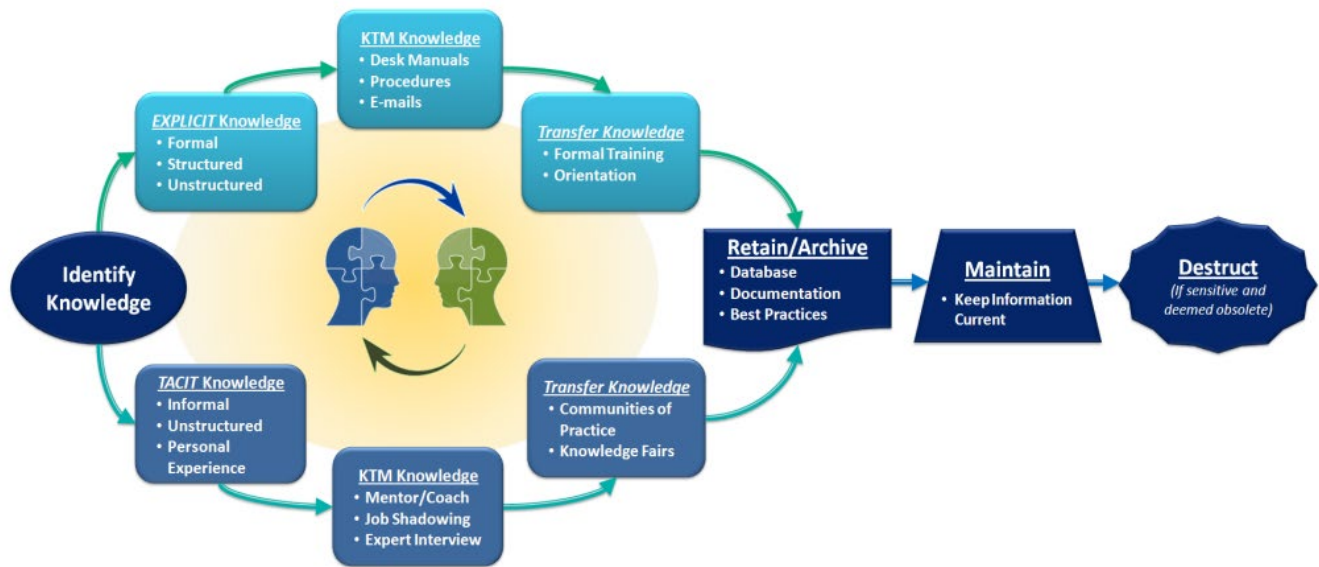 KTM Knowledge
• Desk Manuals
• Procedures
• E-mails
EXPLICIT Knowledge
• Formal
• Structured
• Unstructured
Transfer Knowledge
• Formal Training
• Orientation
Identify
Knowledge
Retain/Archive
• Database
• Documentation
• Best Practices
Maintain
• Keep Information
Current
Destruct
(If sensitive and
deemed obsolete)
TACIT Knowledge
• Informal
• Unstructured
• Personal
Experience
KTM Knowledge
• Mentor/Coach
• Job Shadowing
• Expert Interview
Transfer Knowledge
• Communities of
Practice
• Knowledge Fairs